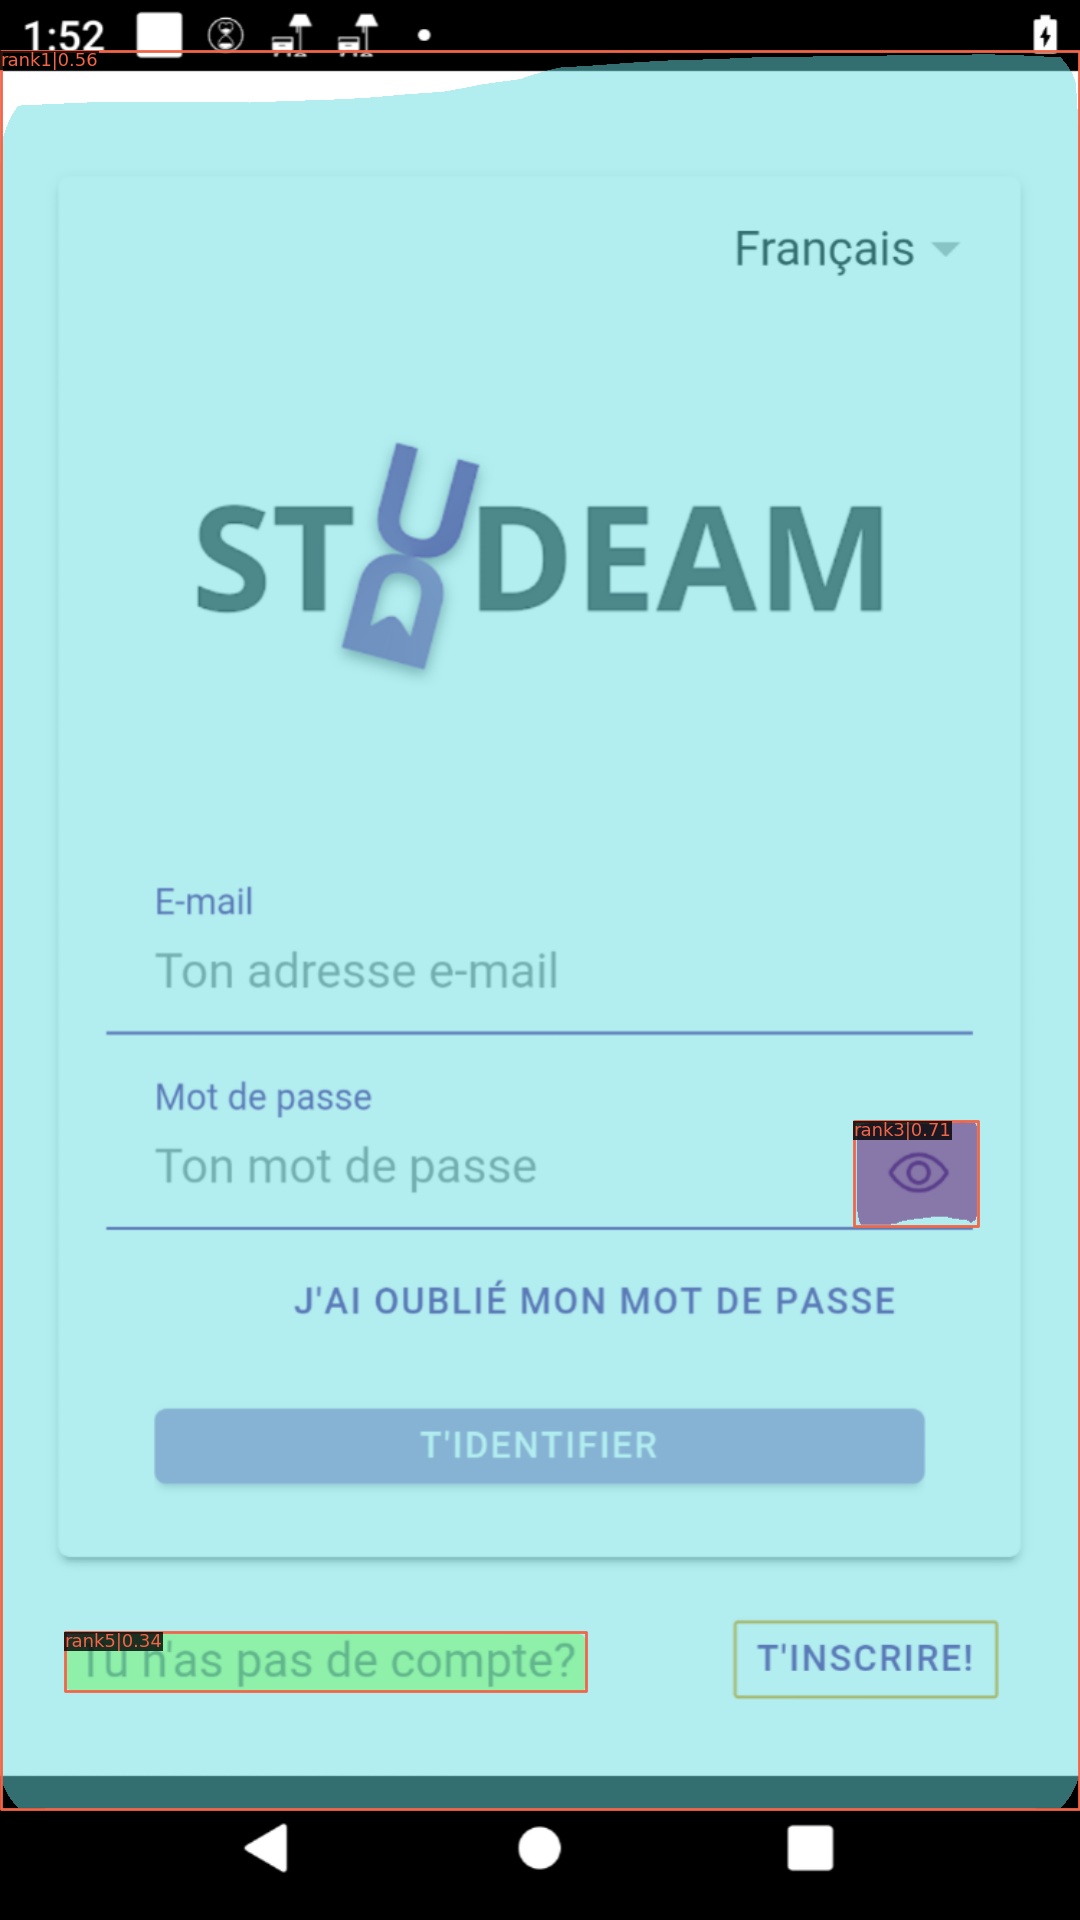 1:52
rank1|0.56
Français
STUDEAM
E-mail
Ton adresse e-mail
Mot de passe
rank3|0.71
Ton mot de passe
J'AI OUBLIÉ MON MOT DE PASSE
T'IDENTIFIER
rank5|0.34
Tu n'as pas de compte?
T'INSCRIRE!